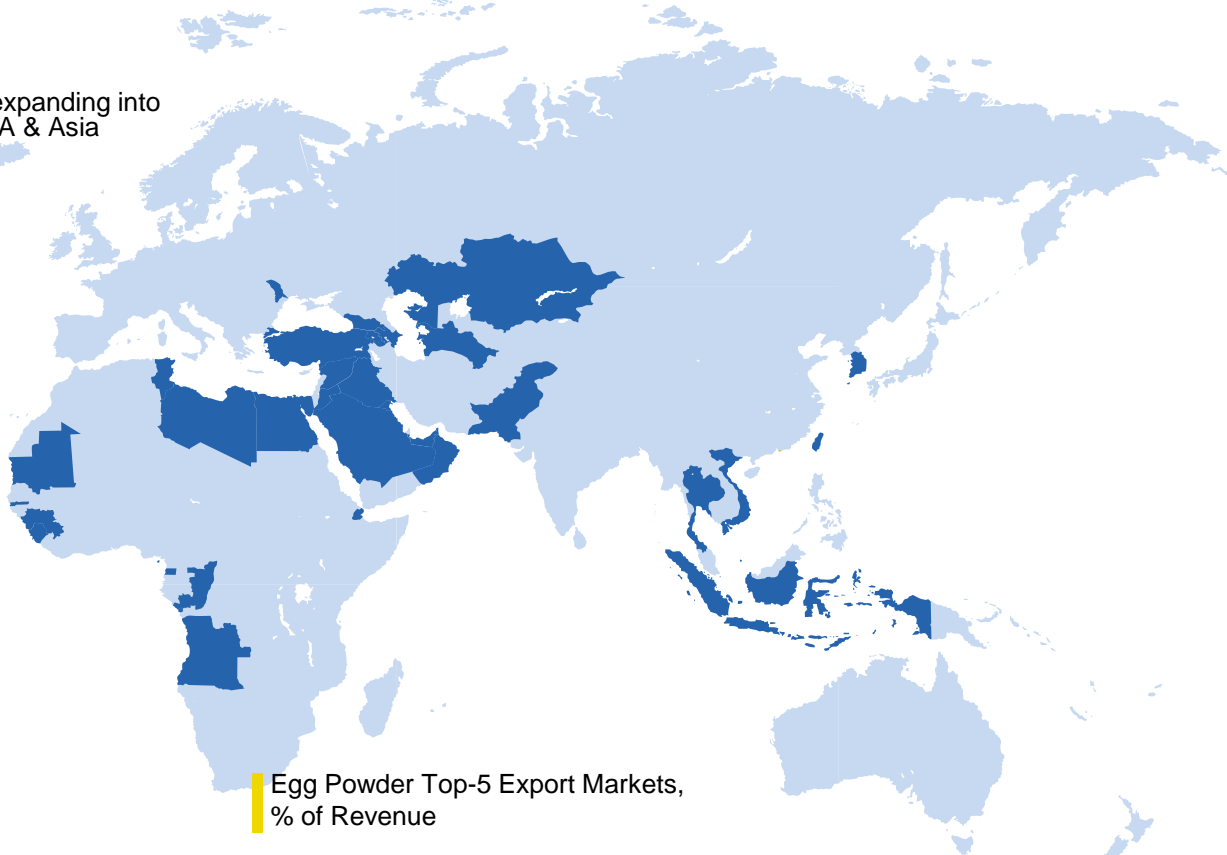 expanding into
A & Asia
Egg Powder Top-5 Export Markets,
% of Revenue